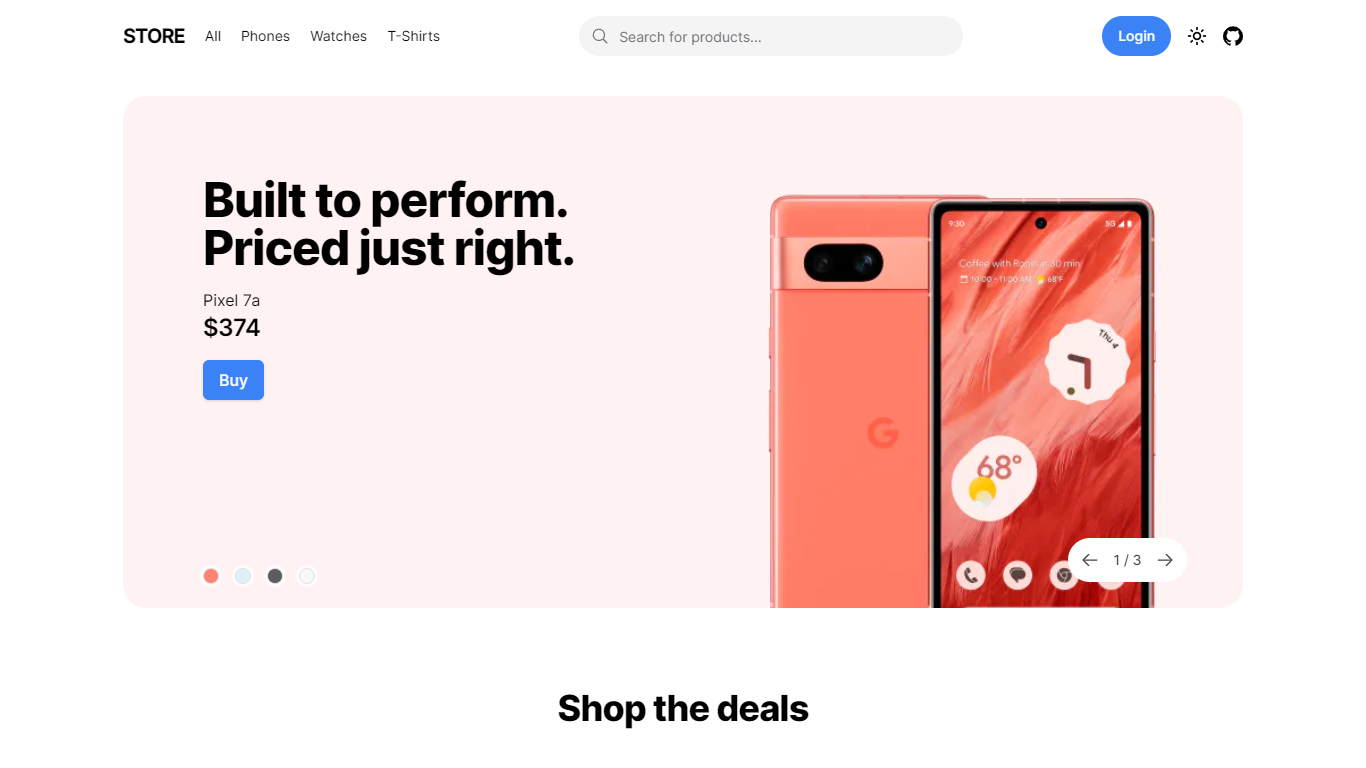 STORE
All
Phones
Watches
T-Shirts
Search for products...
Login
Built to perform.
Priced just right.
Pixel 7a
$374
Buy
9:30
5G
Coffee with Robin in 30 min
10:00 - 11:00 AM
68°F
Thu 4
G
68°
1 / 3
Shop the deals